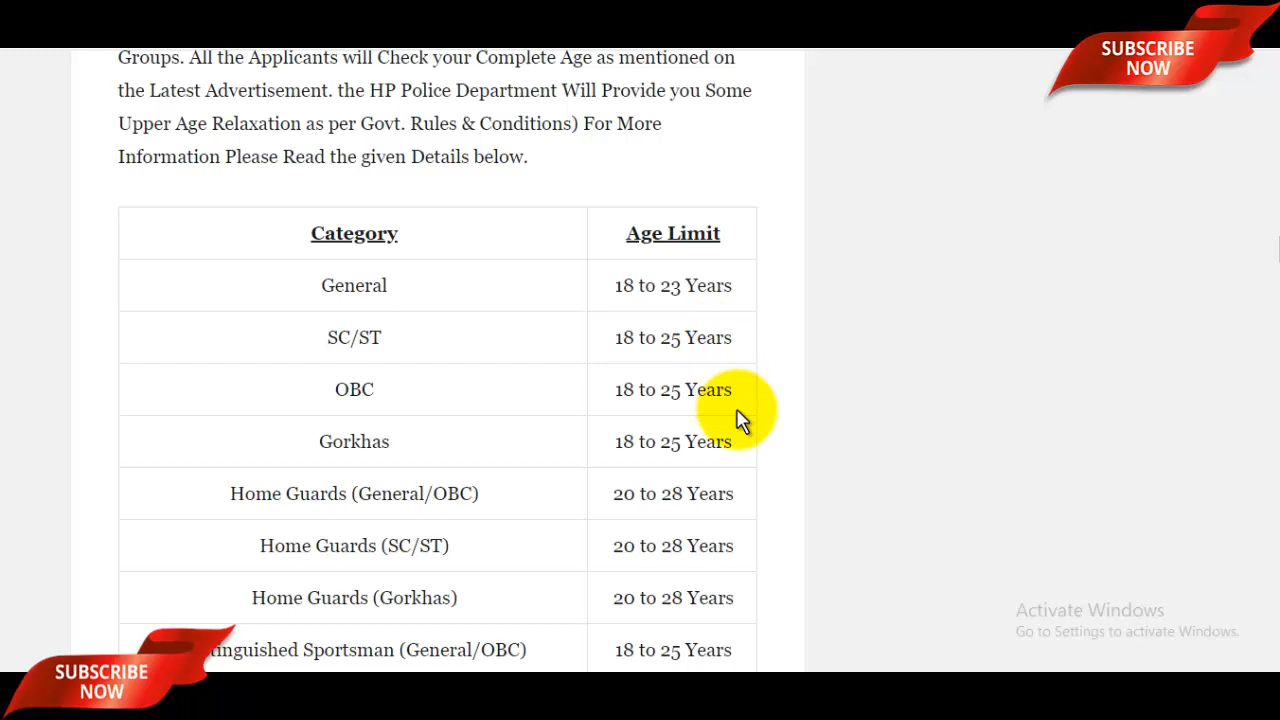 SUBSCRIBE
NOW
Groups. All the Applicants will Check your Complete Age as mentioned on
the Latest Advertisement. the HP Police Department Will Provide you Some
Upper Age Relaxation as per Govt. Rules & Conditions) For More
Information Please Read the given Details below.
Category Age Limit
General 18 to 23 Years
SC/ST 18 to 25 Years
OBC 18 to 25 Years
Gorkhas 18 to 25 Years
Home Guards (General/OBC) 20 to 28 Years
Home Guards (SC/ST) 20 to 28 Years
Home Guards (Gorkhas) 20 to 28 Years
Sportsman (General/OBC) 18 to 25 Years
Activate Windows
Go to Settings to activate Windows.
SUBSCRIBE
NOW